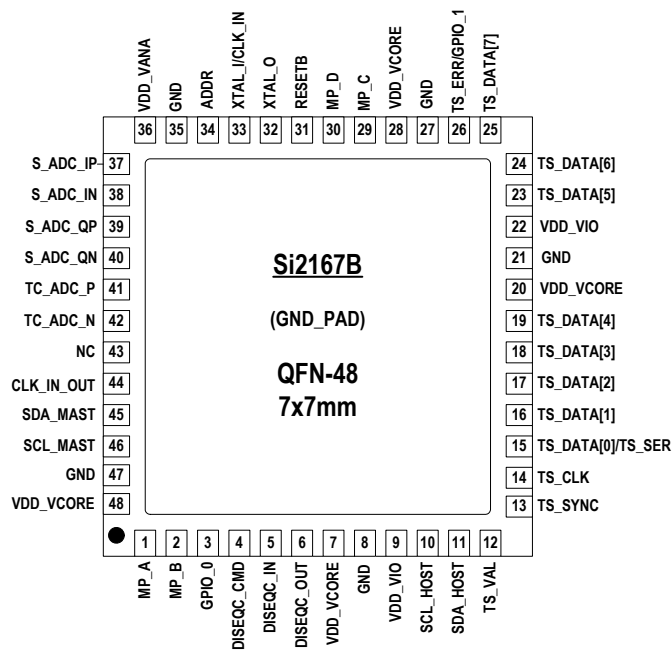 VDD_VANA
GND
ADDR
XTAL_I/CLK_IN
XTAL_O
RESETB
MP_D
MP_C
VDD_VCORE
GND
TS_ERR/GPIO_1
TS_DATA[7]
36 35 34 33 32 31 30 29 28 27 26 25
S_ADC_IP 37
S_ADC_IN 38
S_ADC_QP 39
S_ADC_QN 40
TC_ADC_P 41
TC_ADC_N 42
NC 43
CLK_IN_OUT 44
SDA_MAST 45
SCL_MAST 46
GND 47
VDD_VCORE 48
Si2167B
(GND_PAD)
QFN-48
7x7mm
24 TS_DATA[6]
23 TS_DATA[5]
22 VDD_VIO
21 GND
20 VDD_VCORE
19 TS_DATA[4]
18 TS_DATA[3]
17 TS_DATA[2]
16 TS_DATA[1]
15 TS_DATA[0]/TS_SER
14 TS_CLK
13 TS_SYNC
1 2 3 4 5 6 7 8 9 10 11 12
MP_A
MP_B
GPIO_0
DISEQC_CMD
DISEQC_IN
DISEQC_OUT
VDD_VCORE
GND
VDD_VIO
SCL_HOST
SDA_HOST
TS_VAL